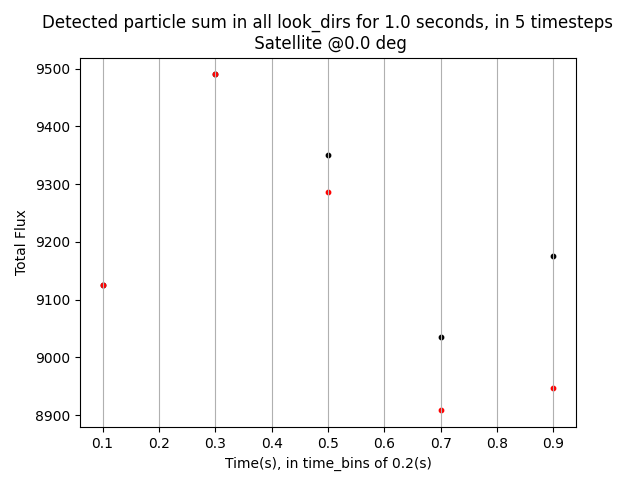 Detected particle sum in all look_dirs for 1.0 seconds, in 5 timesteps
Satellite @0.0 deg
9500
9400
9300
9200
9100
9000
8900
Total Flux
0.1 0.2 0.3 0.5 0.6 0.7 0.8 0.9
Time(s), in time_bins of 0.2(s)